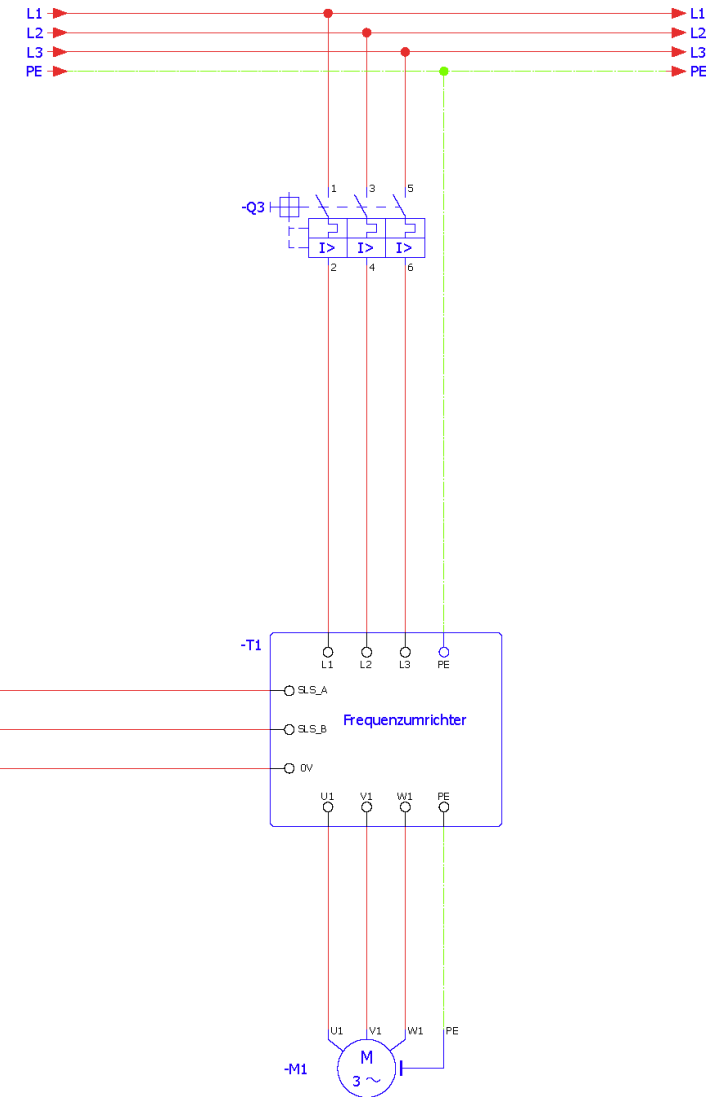 L1 L1
L2 L2
L3 L3
PE PE
1 3 5
-Q3
I> I> I>
2 4 6
-T1
L1 L2 L3 PE
SLS_A
Frequenzumrichter
SLS_B
0V
U1 V1 W1 PE
U1 V1 W1 PE
M
-M1
3 ~